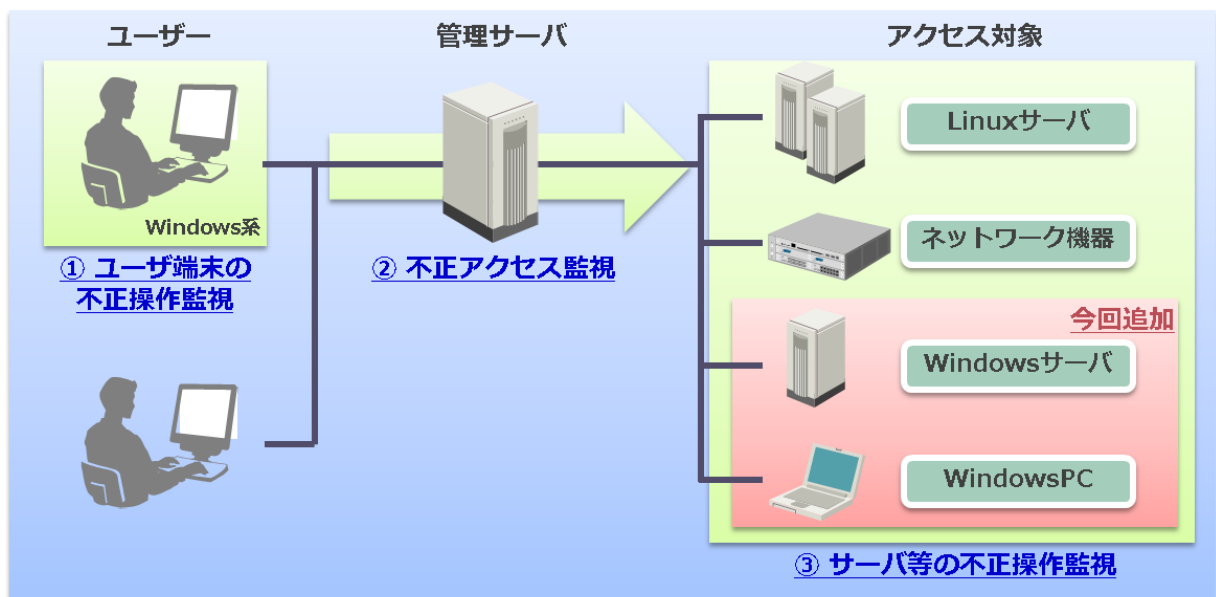 ユーザー
管理サーバ
アクセス対象
Windows系
① ユーザ端末の
不正操作監視
② 不正アクセス監視
Linuxサーバ
ネットワーク機器
今回追加
Windowsサーバ
WindowsPC
③ サーバ等の不正操作監視